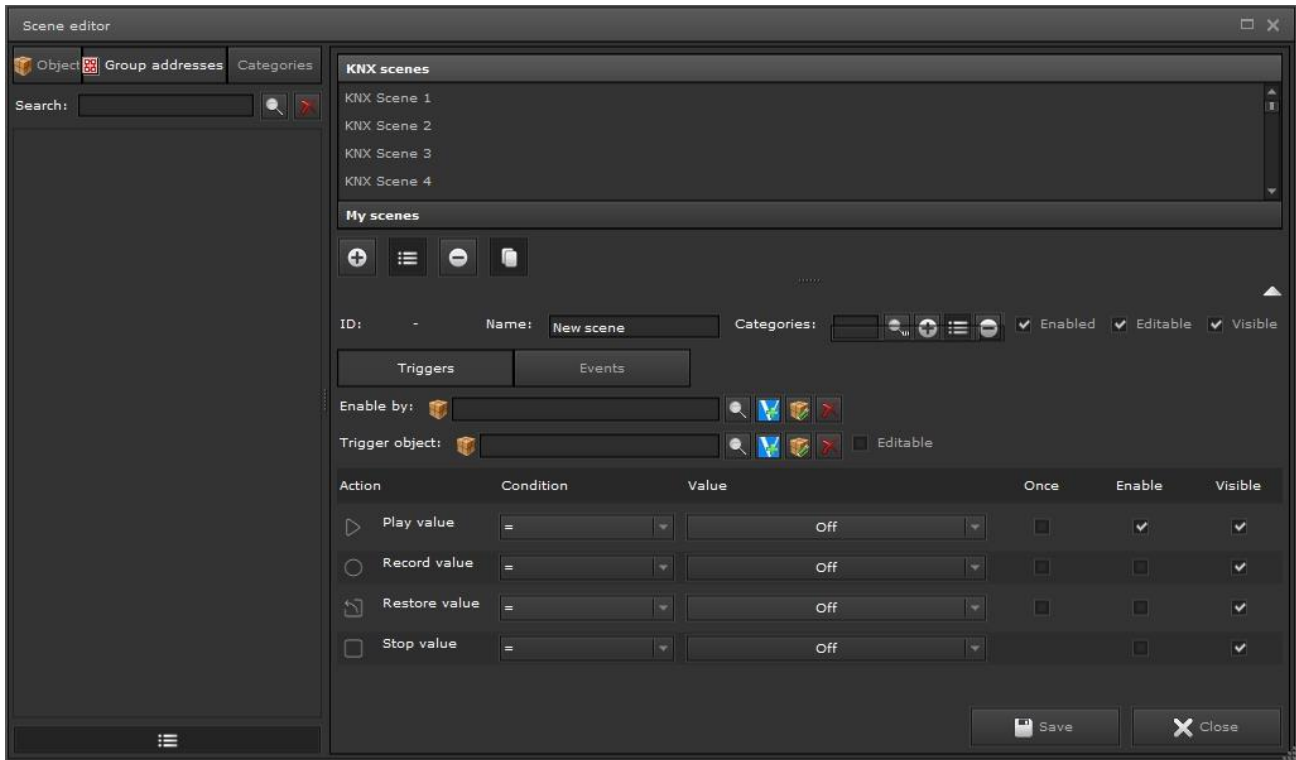 Scene editor
Object Group addresses Categories
Search:
KNX scenes
KNX Scene 1
KNX Scene 2
KNX Scene 3
KNX Scene 4
My scenes
ID: - Name: New scene Categories: Enabled Editable Visible
Triggers Events
Enable by:
Trigger object: Editable
Action Condition Value Once Enable Visible
Play value = Off
Record value = Off
Restore value = Off
Stop value = Off
Save Close